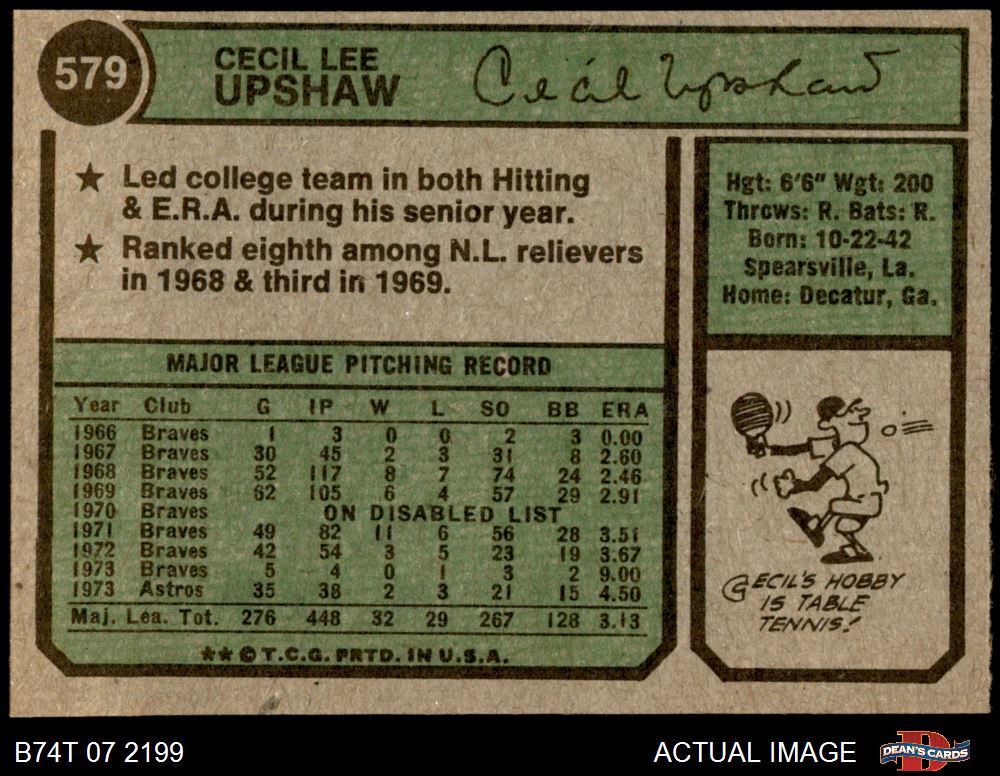 579
CECIL LEE
UPSHAW
Cecil Upshaw
★ Led college team in both Hitting
& E.R.A. during his senior year.
★ Ranked eighth among N.L. relievers
in 1968 & third in 1969.
Hgt: 6'6" Wgt: 200
Throws: R. Bats: R.
Born: 10-22-42
Spearsville, La.
Home: Decatur, Ga.
MAJOR LEAGUE PITCHING RECORD
Year Club G IP W L SO BB ERA
1966 Braves 1 3 0 0 2 3 0.00
1967 Braves 30 45 2 3 31 8 2.60
1968 Braves 52 117 8 7 74 24 2.46
1969 Braves 62 105 6 4 57 29 2.91
1970 Braves ON DISABLED LIST
1971 Braves 49 82 11 6 56 28 3.51
1972 Braves 42 54 3 5 23 19 3.67
1973 Braves 5 4 0 1 3 2 9.00
1973 Astros 35 38 2 3 21 15 4.50
Maj. Lea. Tot. 276 448 32 29 267 128 3.13
★★ © T.C.G. PRTD. IN U.S.A.
CECIL'S HOBBY
IS TABLE
TENNIS!
B74T 07 2199
ACTUAL IMAGE
DEAN'S CARDS